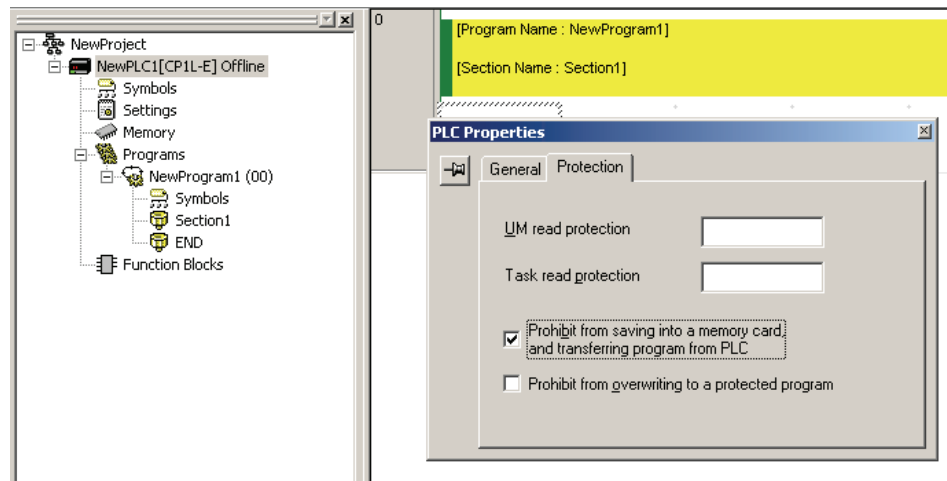 NewProject
NewPLC1[CP1L-E] Offline
Symbols
Settings
Memory
Programs
NewProgram1 (00)
Symbols
Section1
END
Function Blocks
0
[Program Name : NewProgram1]
[Section Name : Section1]
PLC Properties
General Protection
UM read protection
Task read protection
Prohibit from saving into a memory card,
and transferring program from PLC
Prohibit from overwriting to a protected program